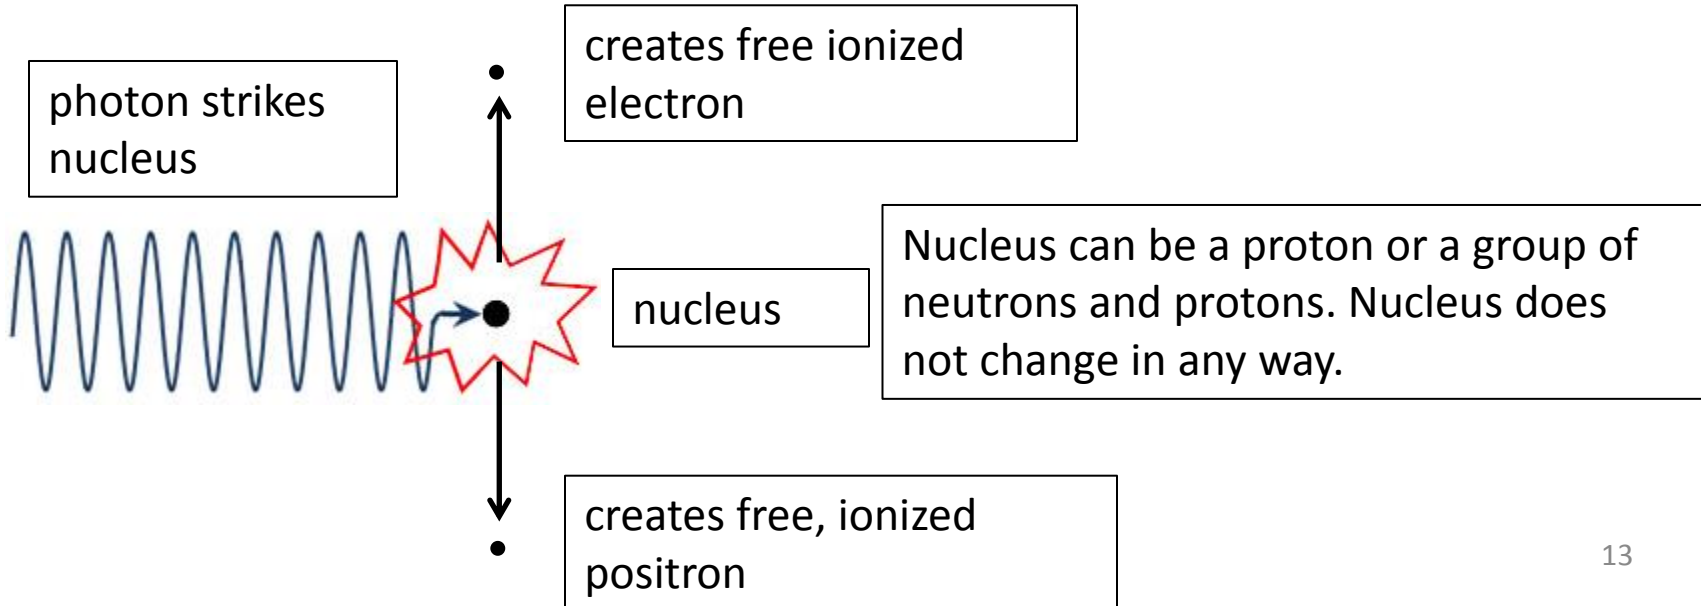 photon strikes
nucleus
creates free ionized
electron
nucleus
Nucleus can be a proton or a group of
neutrons and protons. Nucleus does
not change in any way.
creates free, ionized
positron
13